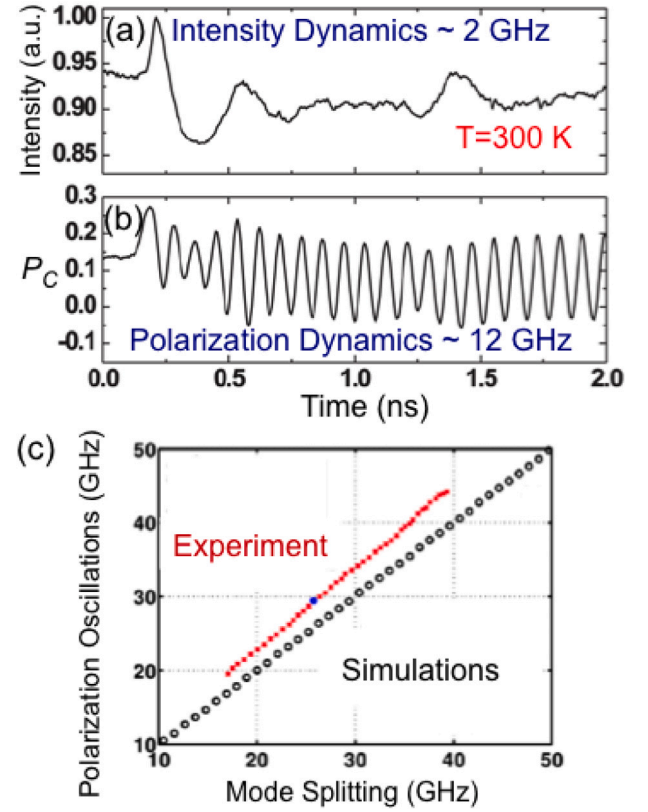 (a) Intensity Dynamics ~ 2 GHz
Intensity (a.u.)
1.00
0.95
0.90
0.85
T=300 K
(b)
P_C
0.3
0.2
0.1
0.0
-0.1
Polarization Dynamics ~ 12 GHz
0.0 0.5 1.0 1.5 2.0
Time (ns)
(c)
Polarization Oscillations (GHz)
50
40
30
20
10
Experiment
Simulations
10 20 30 40 50
Mode Splitting (GHz)